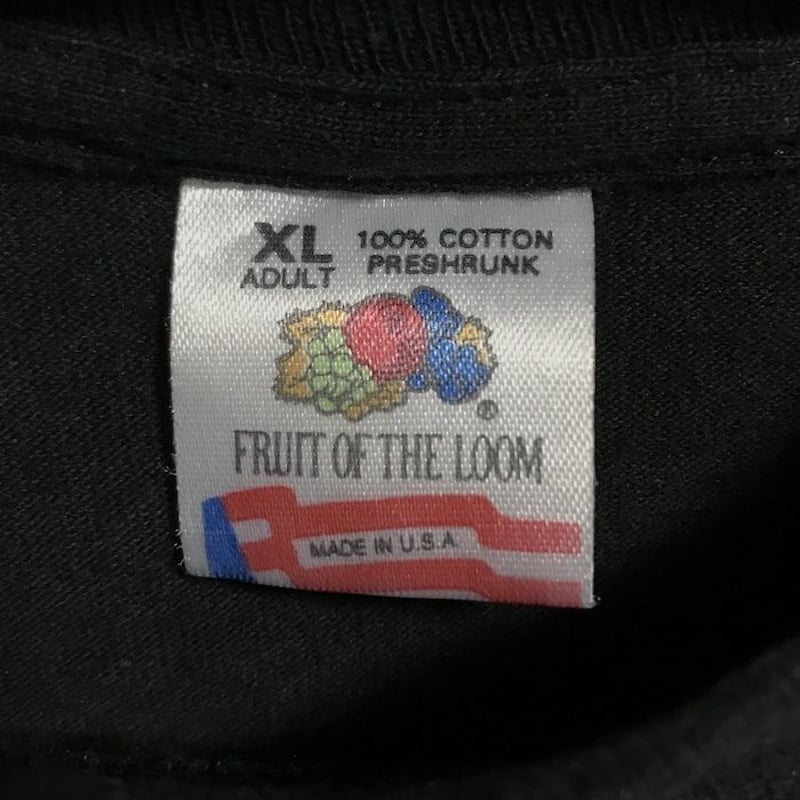 XL 100% COTTON
ADULT PRESHRUNK
®
FRUIT OF THE LOOM
MADE IN U.S.A.